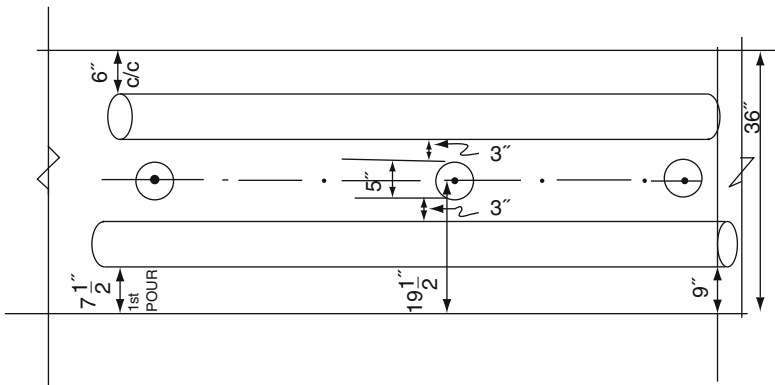 6″
c/c
3″
5″
3″
36″
7 1/2″
1st
POUR
19 1/2″
9″